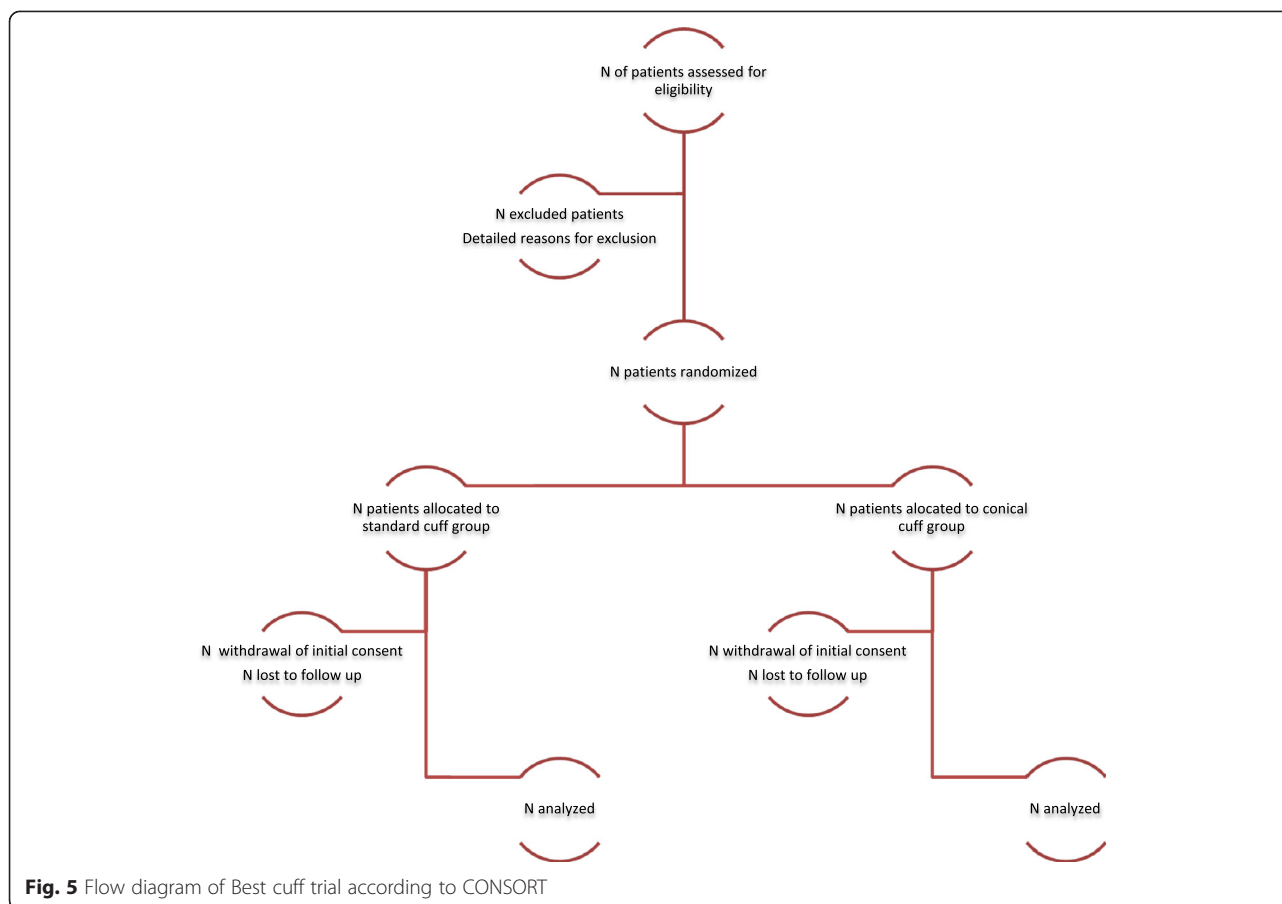 N of patients assessed for
eligibility
N excluded patients
Detailed reasons for exclusion
N patients randomized
N patients allocated to
standard cuff group
N patients alocated to conical
cuff group
N withdrawal of initial consent
N lost to follow up
N withdrawal of initial consent
N lost to follow up
N analyzed
N analyzed
Fig. 5 Flow diagram of Best cuff trial according to CONSORT